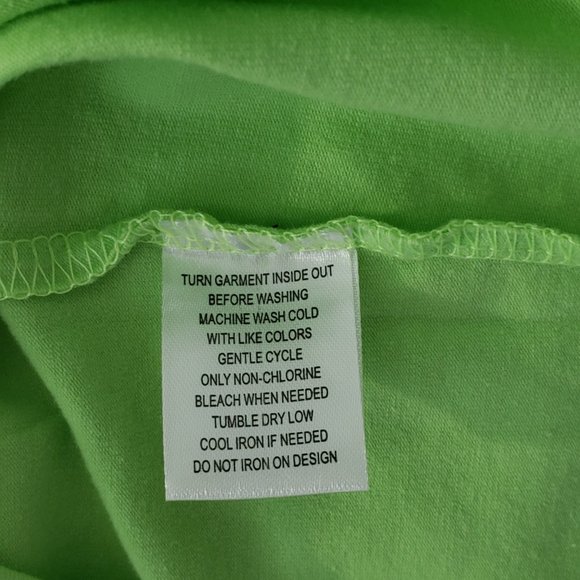 TURN GARMENT INSIDE OUT
BEFORE WASHING
MACHINE WASH COLD
WITH LIKE COLORS
GENTLE CYCLE
ONLY NON-CHLORINE
BLEACH WHEN NEEDED
TUMBLE DRY LOW
COOL IRON IF NEEDED
DO NOT IRON ON DESIGN